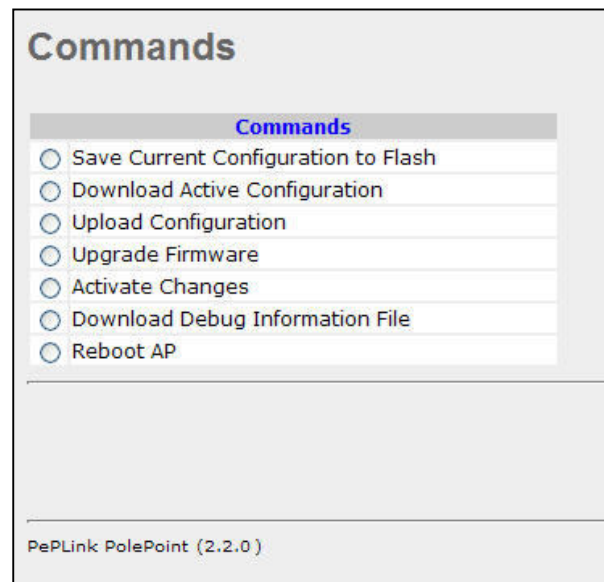 Commands
Commands
Save Current Configuration to Flash
Download Active Configuration
Upload Configuration
Upgrade Firmware
Activate Changes
Download Debug Information File
Reboot AP
PePLink PolePoint (2.2.0 )